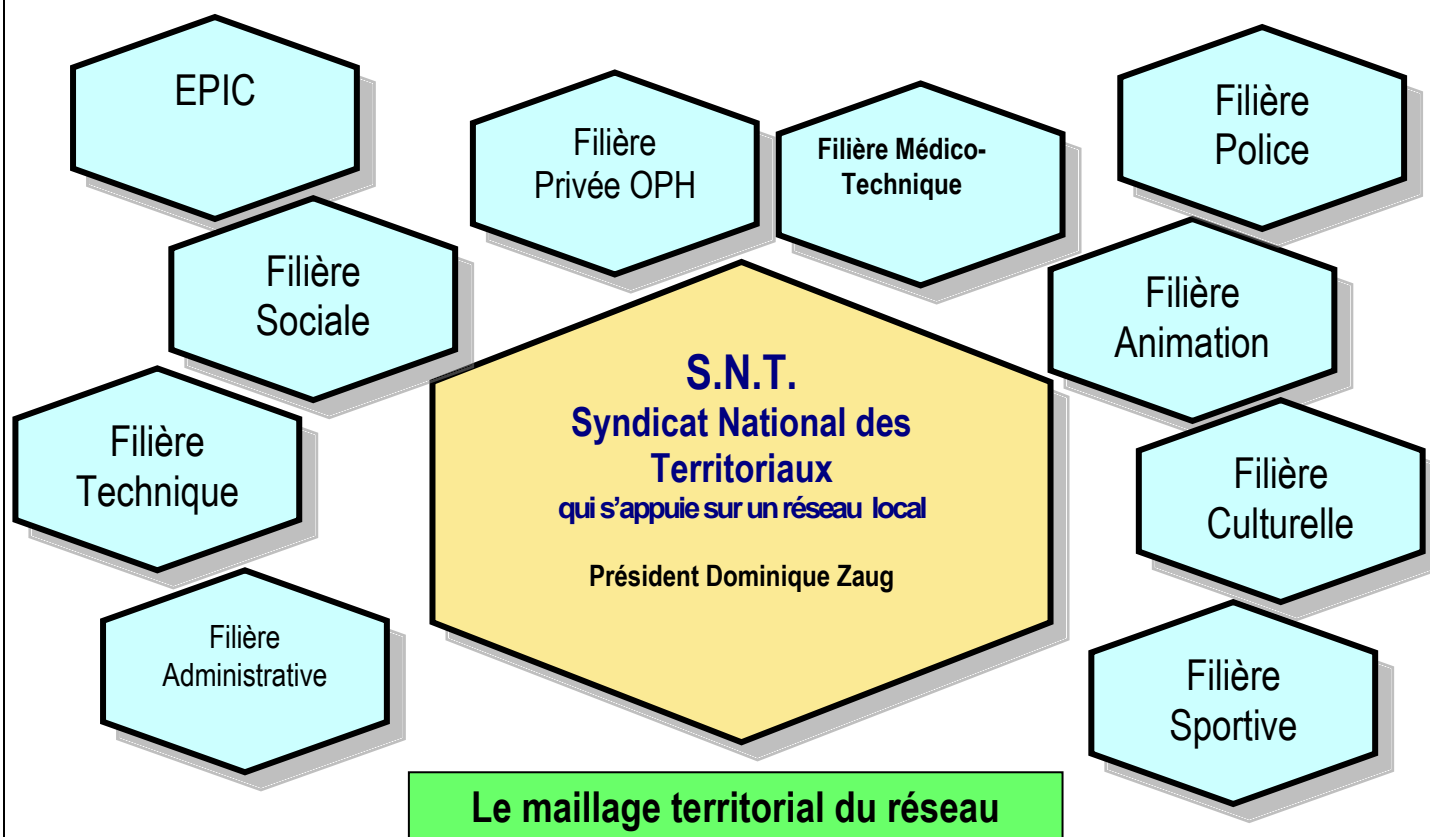 EPIC
Filière
Privée OPH
Filière Médico-
Technique
Filière
Police
Filière
Sociale
Filière
Animation
S.N.T.
Syndicat National des
Territoriaux
qui s’appuie sur un réseau local
Président Dominique Zaug
Filière
Technique
Filière
Culturelle
Filière
Administrative
Filière
Sportive
Le maillage territorial du réseau